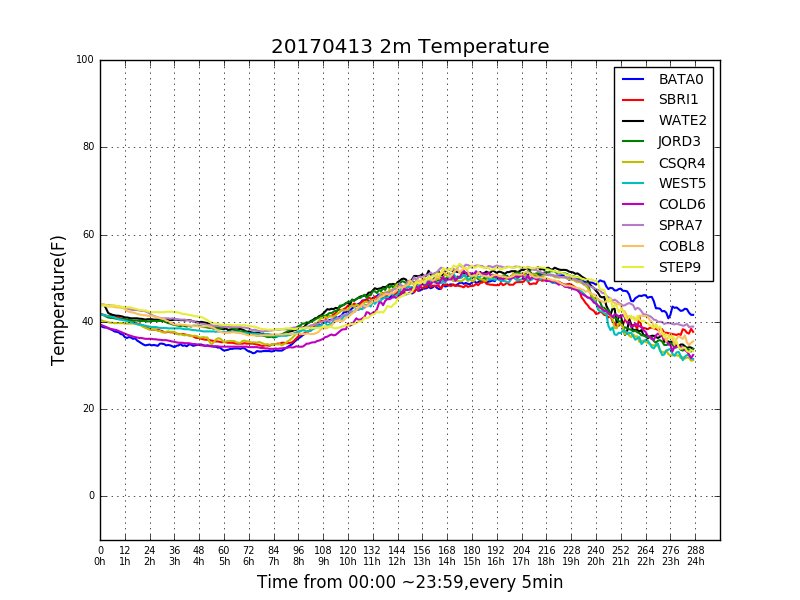 20170413 2m Temperature
100
80
60
40
20
0
Temperature(F)
BATA0
SBRI1
WATE2
JORD3
CSQR4
WEST5
COLD6
SPRA7
COBL8
STEP9
0 12 24 36 48 60 72 84 96 108 120 132 144 156 168 180 192 204 216 228 240 252 264 276 288
0h 1h 2h 3h 4h 5h 6h 7h 8h 9h 10h 11h 12h 13h 14h 15h 16h 17h 18h 19h 20h 21h 22h 23h 24h
Time from 00:00 ~23:59,every 5min